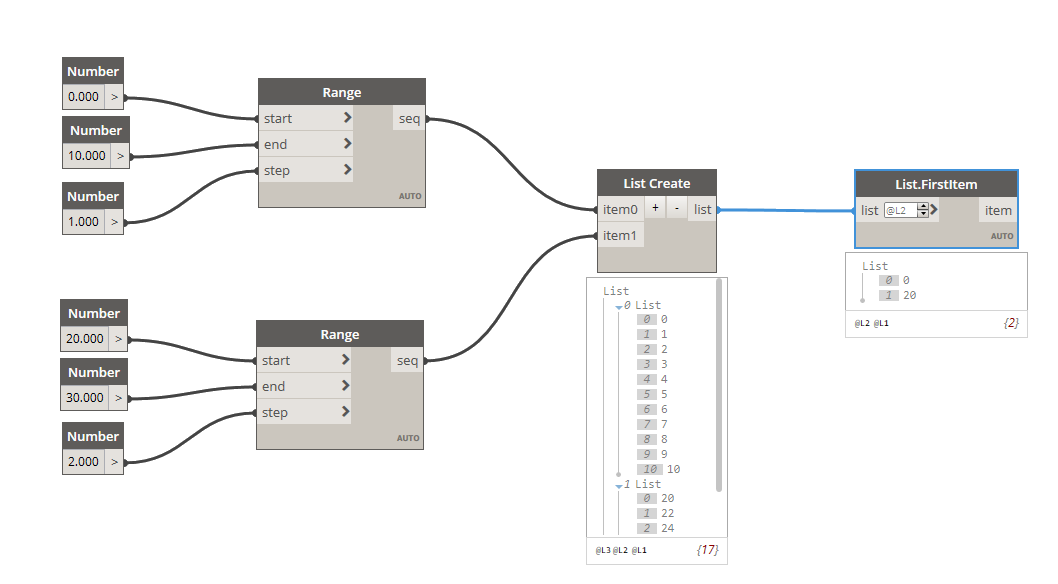 Number
0.000 >
Number
10.000 >
Number
1.000 >
Range
start > seq
end >
step >
AUTO
Number
20.000 >
Number
30.000 >
Number
2.000 >
Range
start > seq
end >
step >
AUTO
List Create
item0 + - list
item1
List
0 List
0 0
1 1
2 2
3 3
4 4
5 5
6 6
7 7
8 8
9 9
10 10
1 List
0 20
1 22
2 24
@L3 @L2 @L1 {17}
List.FirstItem
list @L2 > item
AUTO
List
0 0
1 20
@L2 @L1 {2}